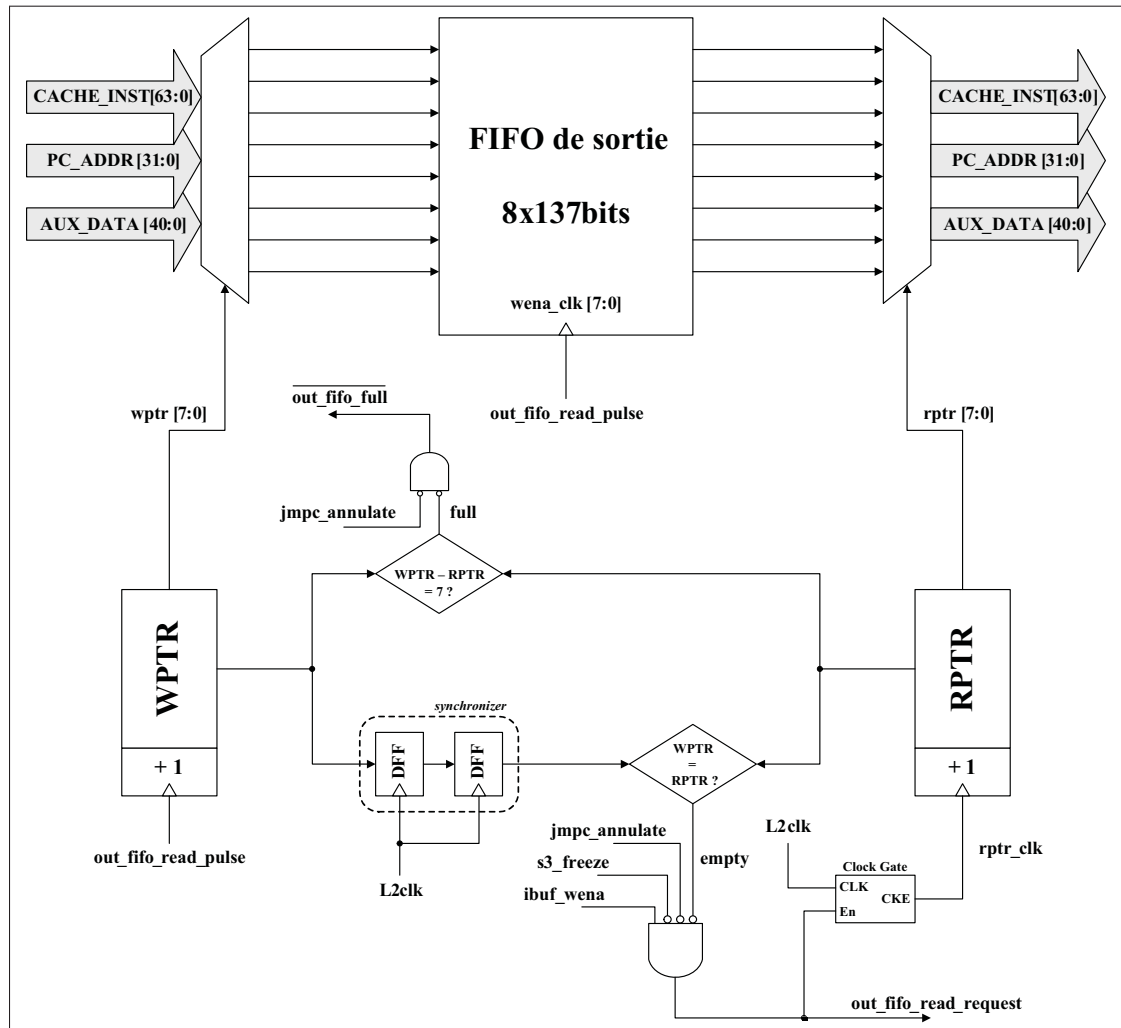 CACHE_INST[63:0]
PC_ADDR [31:0]
AUX_DATA [40:0]
FIFO de sortie
8x137bits
wena_clk [7:0]
CACHE_INST[63:0]
PC_ADDR [31:0]
AUX_DATA [40:0]
out_fifo_full
wptr [7:0]
out_fifo_read_pulse
rptr [7:0]
jmpc_annulate
full
WPTR – RPTR
= 7 ?
WPTR
+ 1
out_fifo_read_pulse
synchronizer
DFF
DFF
L2clk
WPTR
=
RPTR ?
RPTR
+ 1
jmpc_annulate
s3_freeze
ibuf_wena
empty
L2clk
rptr_clk
Clock Gate
CLK
CKE
En
out_fifo_read_request